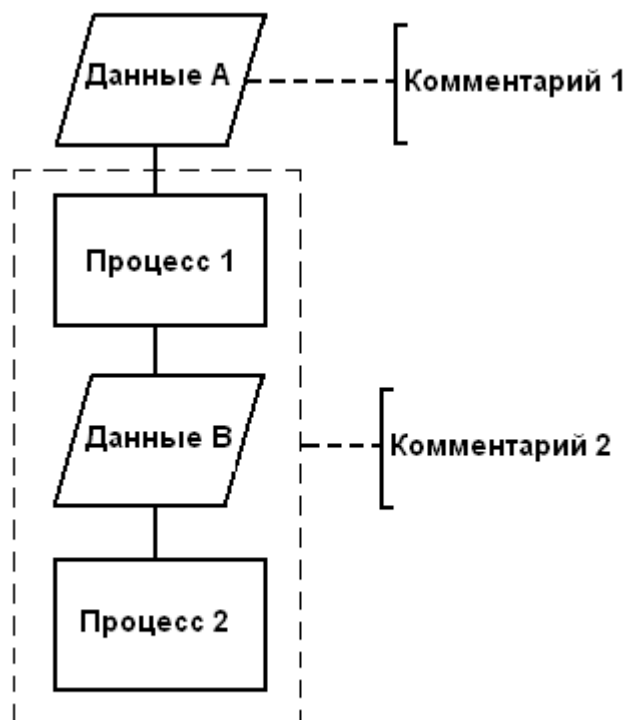 Данные А
Комментарий 1
Процесс 1
Данные В
Комментарий 2
Процесс 2